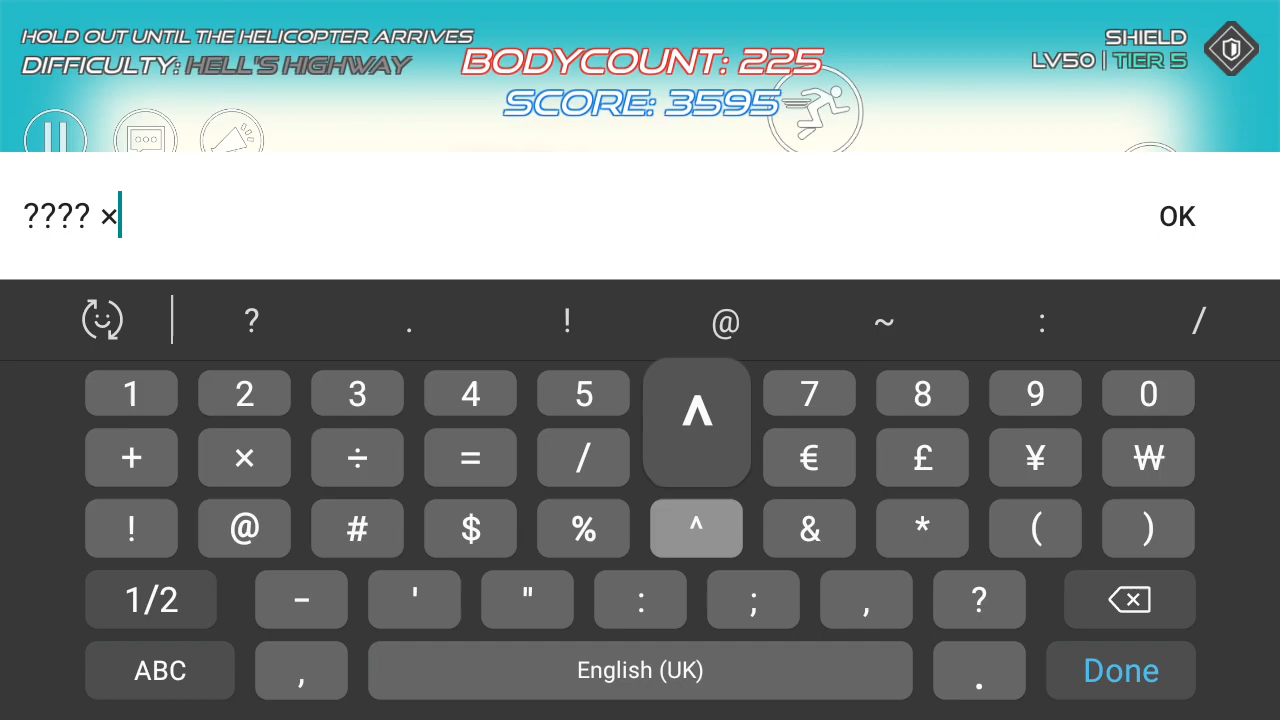 HOLD OUT UNTIL THE HELICOPTER ARRIVES
DIFFICULTY: HELL'S HIGHWAY
BODYCOUNT: 225
SCORE: 3595
SHIELD
LV50 | TIER 5
???? ×
OK
? . ! @ ~ : /
1 2 3 4 5 ^ 7 8 9 0
+ × ÷ = / € £ ¥ ₩
! @ # $ % ^ & * ( )
1/2 - ' " : ; , ?
ABC , English (UK) . Done